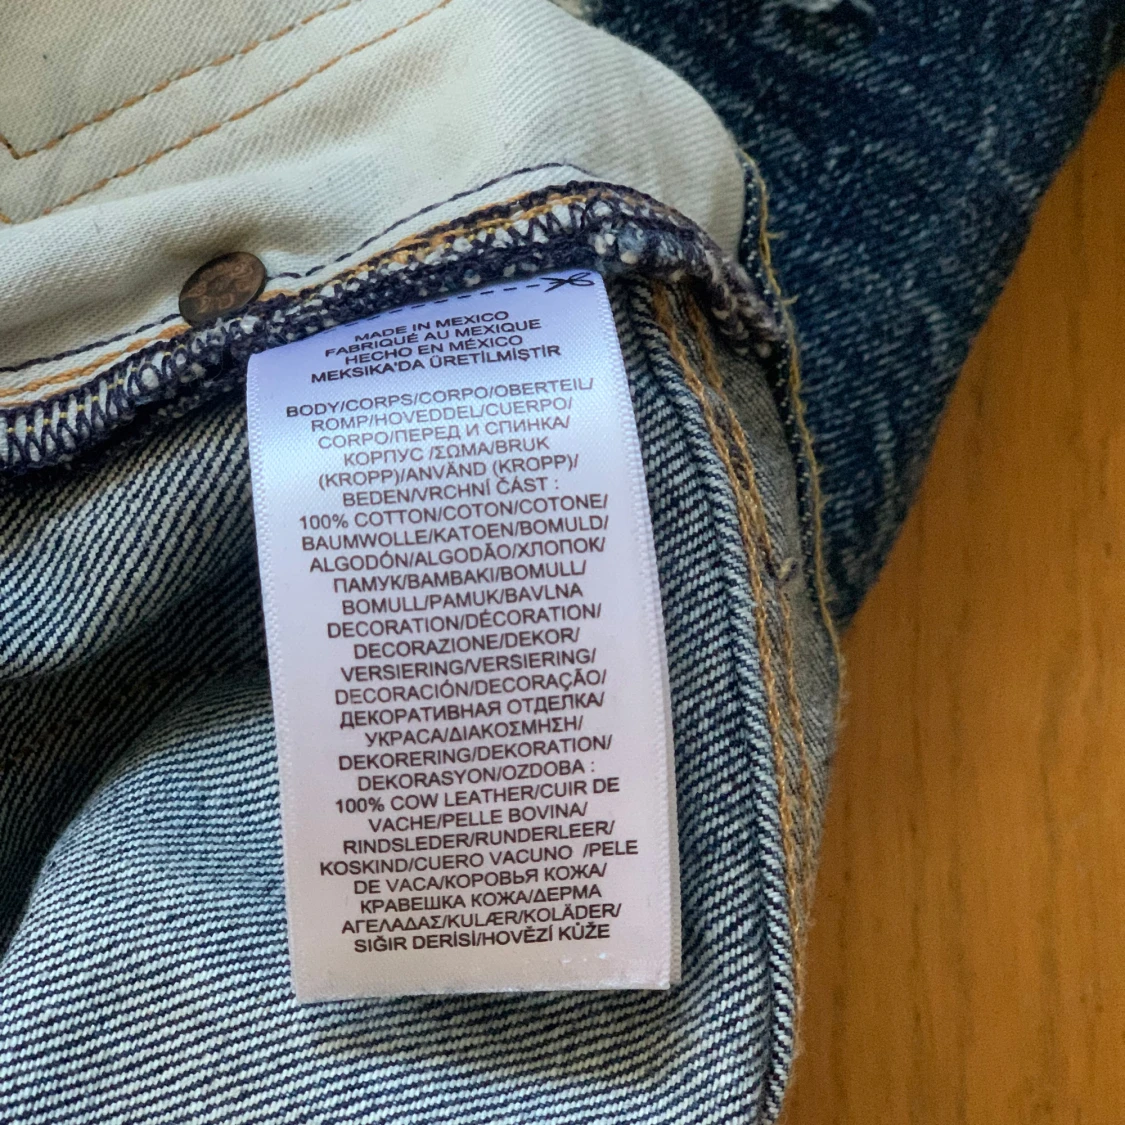 MADE IN MEXICO
FABRIQUÉ AU MEXIQUE
HECHO EN MÉXICO
MEKSIKA'DA ÜRETİLMİŞTİR
BODY/CORPS/CORPO/OBERTEIL/
ROMP/HOVEDDEL/CUERPO/
CORPO/ПЕРЕД И СПИНКА/
КОРПУС /ΣΩΜΑ/BRUK
(KROPP)/ANVÄND (KROPP)/
BEDEN/VRCHNÍ ČÁST :
100% COTTON/COTON/COTONE/
BAUMWOLLE/KATOEN/BOMULD/
ALGODÓN/ALGODÃO/ХЛОПОК/
ПАМУК/ΒΑΜΒΑΚΙ/BOMULL/
BOMULL/PAMUK/BAVLNA
DECORATION/DÉCORATION/
DECORAZIONE/DEKOR/
VERSIERING/VERSIERING/
DECORACIÓN/DECORAÇÃO/
ДЕКОРАТИВНАЯ ОТДЕЛКА/
УКРАСА/ΔΙΑΚΟΣΜΗΣΗ/
DEKORERING/DEKORATION/
DEKORASYON/OZDOBA :
100% COW LEATHER/CUIR DE
VACHE/PELLE BOVINA/
RINDSLEDER/RUNDERLEER/
KOSKIND/CUERO VACUNO /PELE
DE VACA/КОРОВЬЯ КОЖА/
КРАВЕШКА КОЖА/ΔΕΡΜΑ
ΑΓΕΛΑΔΑΣ/KULÆR/KOLÄDER/
SIĞIR DERİSİ/HOVĚZÍ KŮŽE